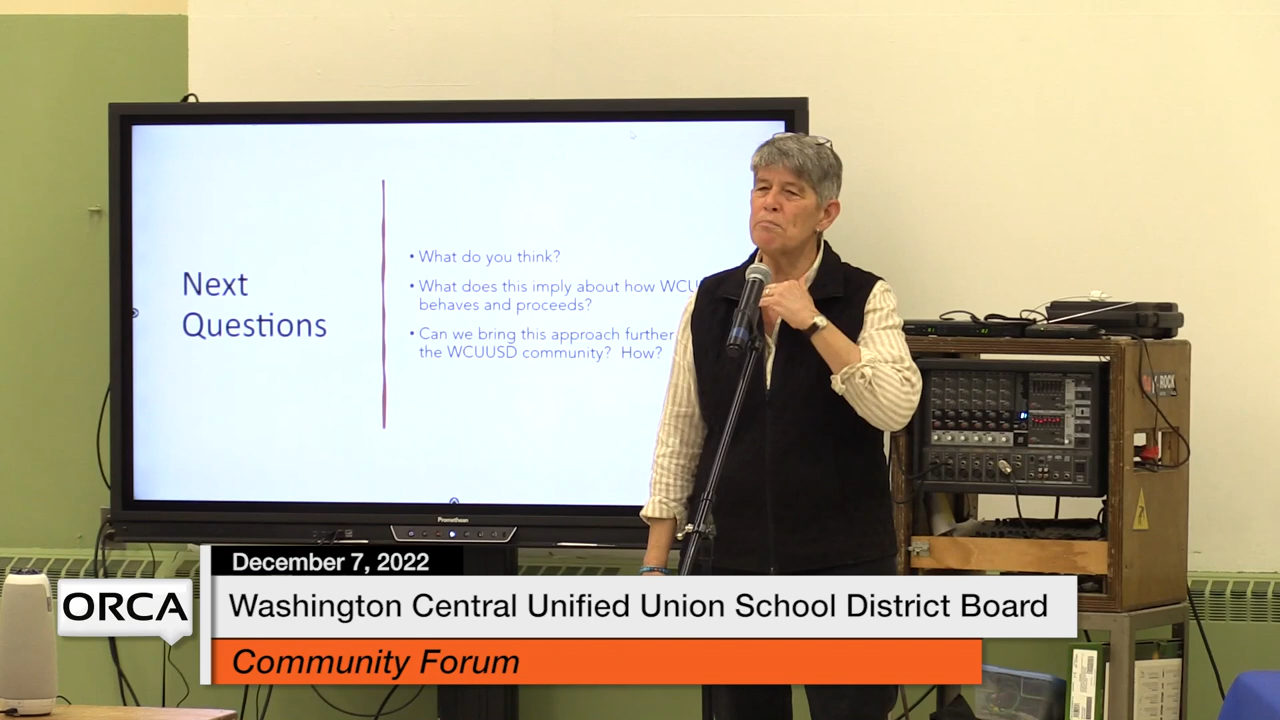 Next
Questions
• What do you think?
• What does this imply about how WCU
behaves and proceeds?
• Can we bring this approach further
the WCUUSD community? How?
Promethean
ROCK
December 7, 2022
ORCA
Washington Central Unified Union School District Board
Community Forum